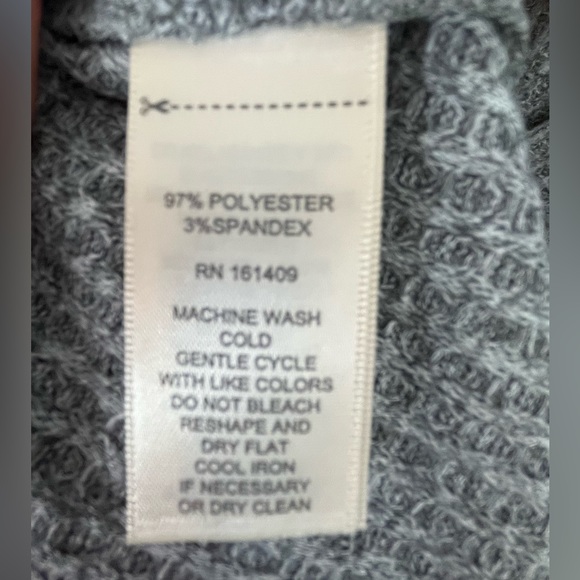 97% POLYESTER
3%SPANDEX
RN 161409
MACHINE WASH
COLD
GENTLE CYCLE
WITH LIKE COLORS
DO NOT BLEACH
RESHAPE AND
DRY FLAT
COOL IRON
IF NECESSARY
OR DRY CLEAN